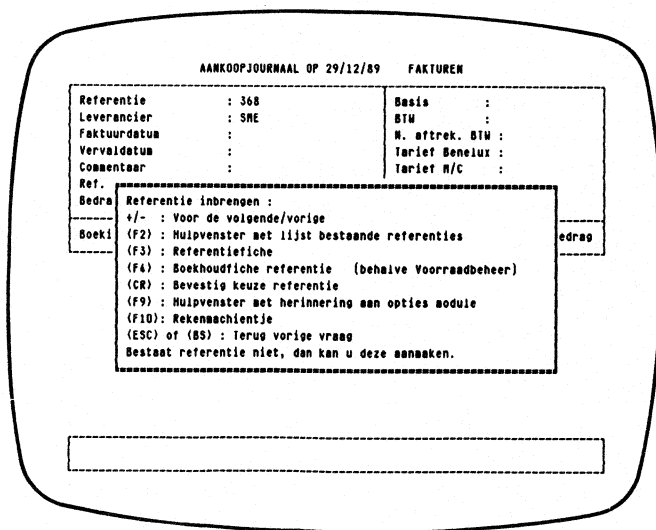 AANKOOPJOURNAAL OP 29/12/89 FAKTUREN
Referentie : 368
Leverancier : SME
Faktuurdatum :
Vervaldatum :
Commentaar :
Ref.
Bedra
Boeki
Basis :
BTW :
N. aftrek. BTW :
Tarief Benelux :
Tarief M/C :
edrag
Referentie inbrengen :
+/- : Voor de volgende/vorige
(F2) : Hulpvenster met lijst bestaande referenties
(F3) : Referentiefiche
(F4) : Boekhoudfiche referentie (behalve Voorraadbeheer)
(CR) : Bevestig keuze referentie
(F9) : Hulpvenster met herinnering aan opties module
(F10): Rekenmachientje
(ESC) of (BS) : Terug vorige vraag
Bestaat referentie niet, dan kan u deze aanmaken.